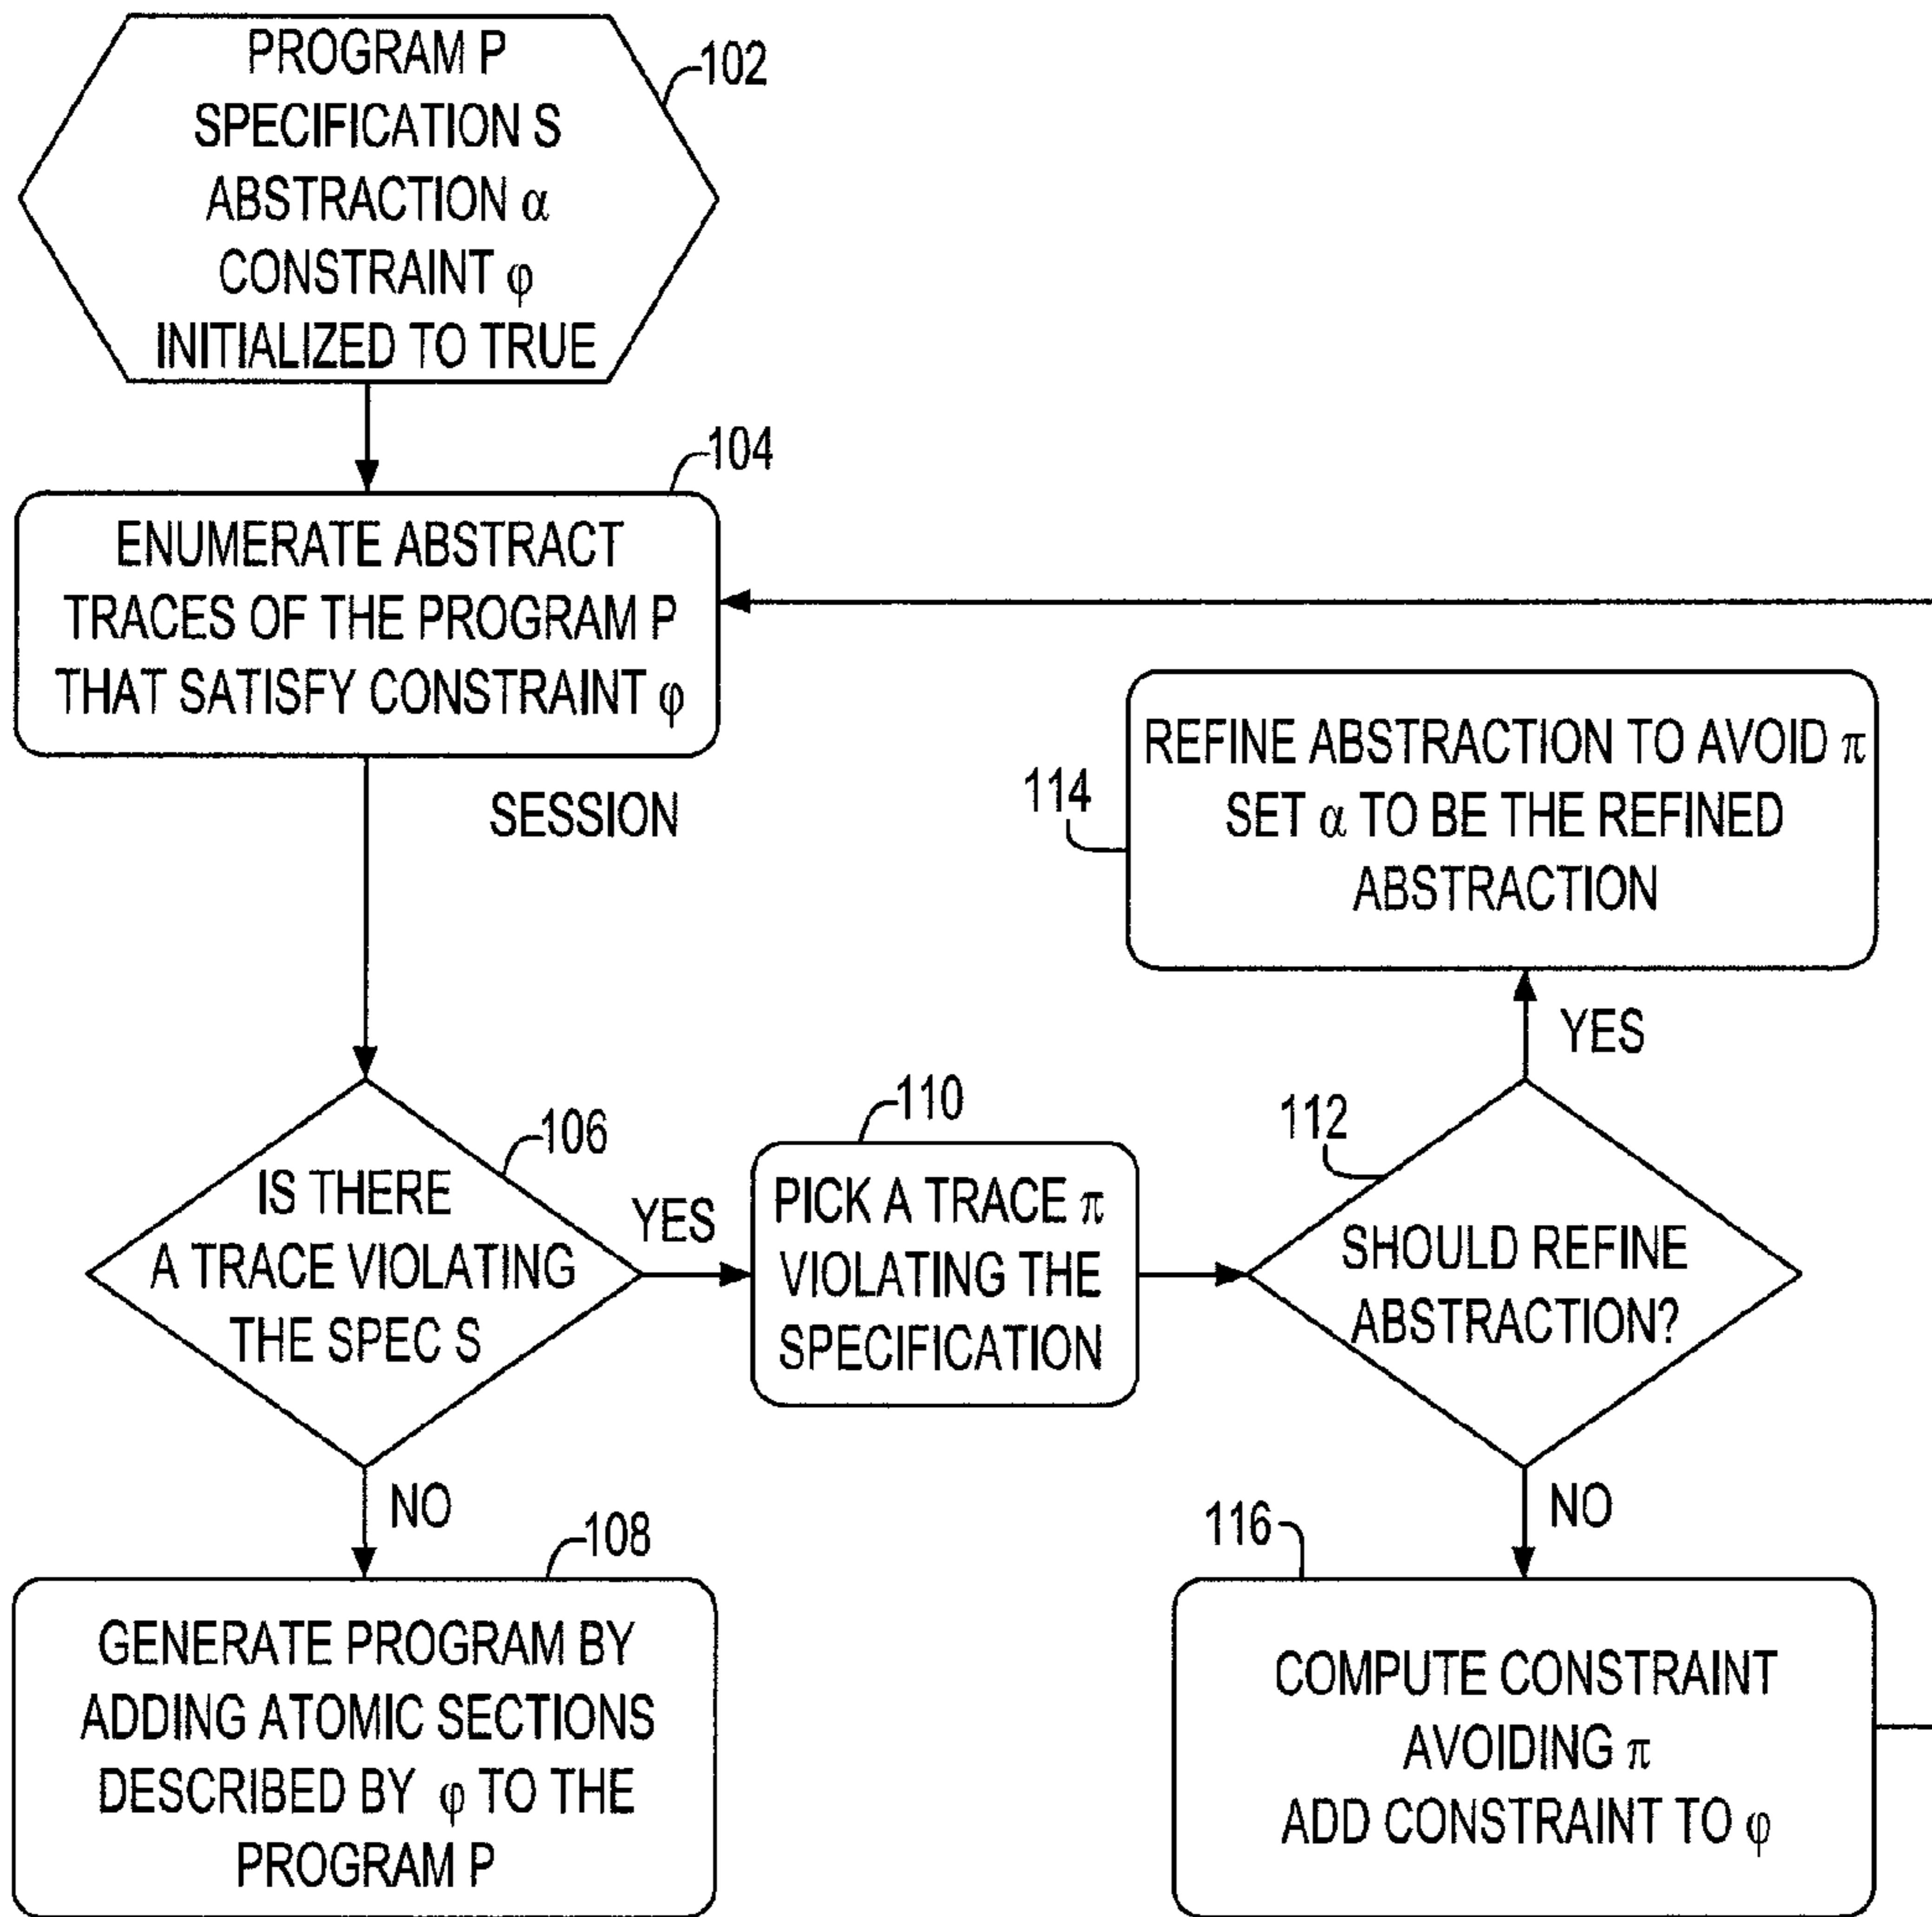 PROGRAM P
SPECIFICATION S
ABSTRACTION α
CONSTRAINT φ
INITIALIZED TO TRUE
102
104
ENUMERATE ABSTRACT
TRACES OF THE PROGRAM P
THAT SATISFY CONSTRAINT φ
SESSION
106
IS THERE
A TRACE VIOLATING
THE SPEC S
YES
NO
108
GENERATE PROGRAM BY
ADDING ATOMIC SECTIONS
DESCRIBED BY φ TO THE
PROGRAM P
110
PICK A TRACE π
VIOLATING THE
SPECIFICATION
112
SHOULD REFINE
ABSTRACTION?
YES
114
REFINE ABSTRACTION TO AVOID π
SET α TO BE THE REFINED
ABSTRACTION
NO
116
COMPUTE CONSTRAINT
AVOIDING π
ADD CONSTRAINT TO φ